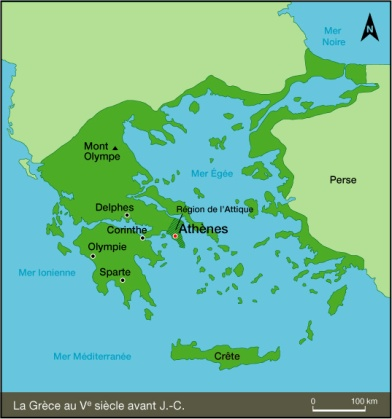 N
Mer
Noire
Mont
Olympe
Mer Égée
Perse
Delphes
Région de l'Attique
Corinthe
Athènes
Olympie
Mer Ionienne
Sparte
Mer Méditerranée
Crête
La Grèce au Ve siècle avant J.-C.
0 100 km